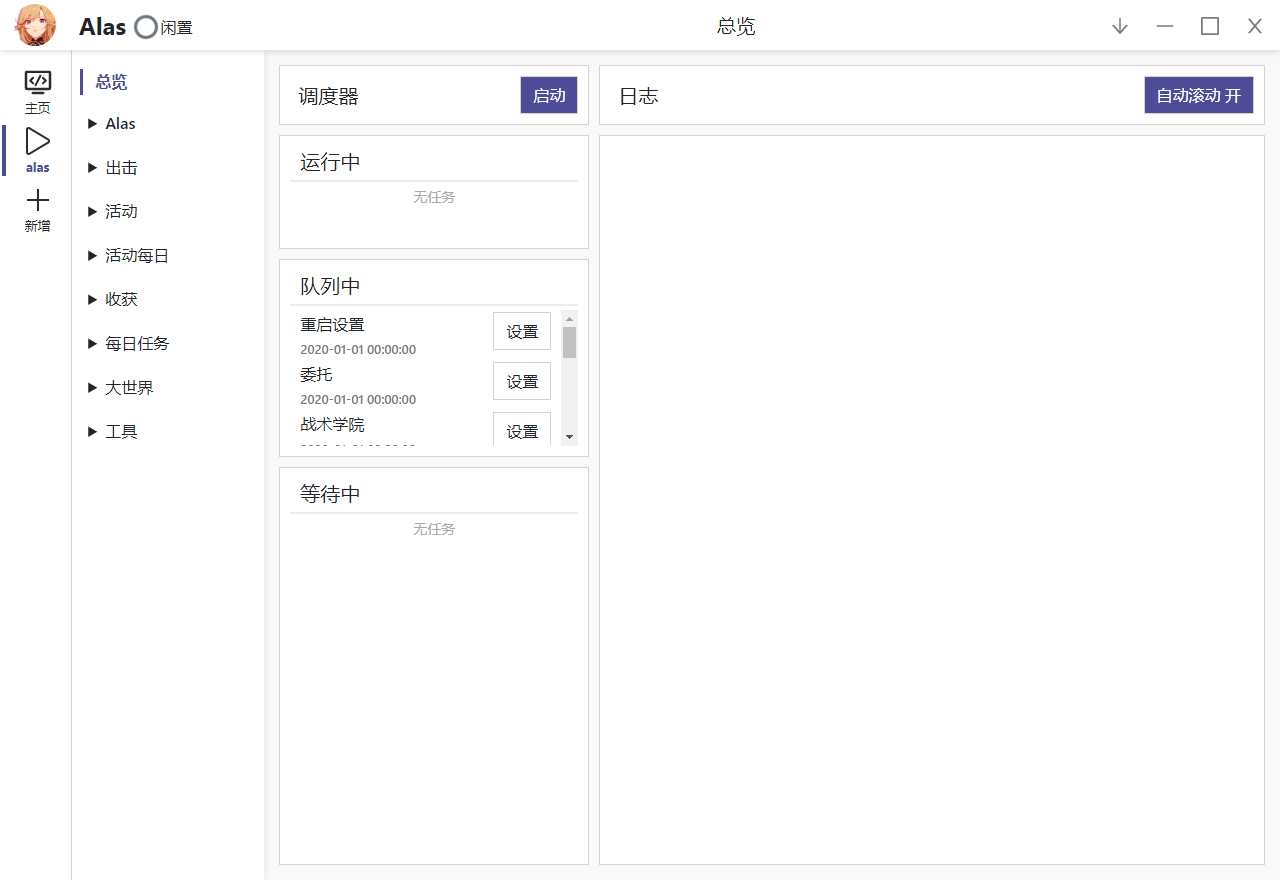 Alas 闲置
总览
主页
alas
新增
总览
Alas
出击
活动
活动每日
收获
每日任务
大世界
工具
调度器
启动
运行中
无任务
队列中
重启设置
2020-01-01 00:00:00
设置
委托
2020-01-01 00:00:00
设置
战术学院
设置
等待中
无任务
日志
自动滚动 开